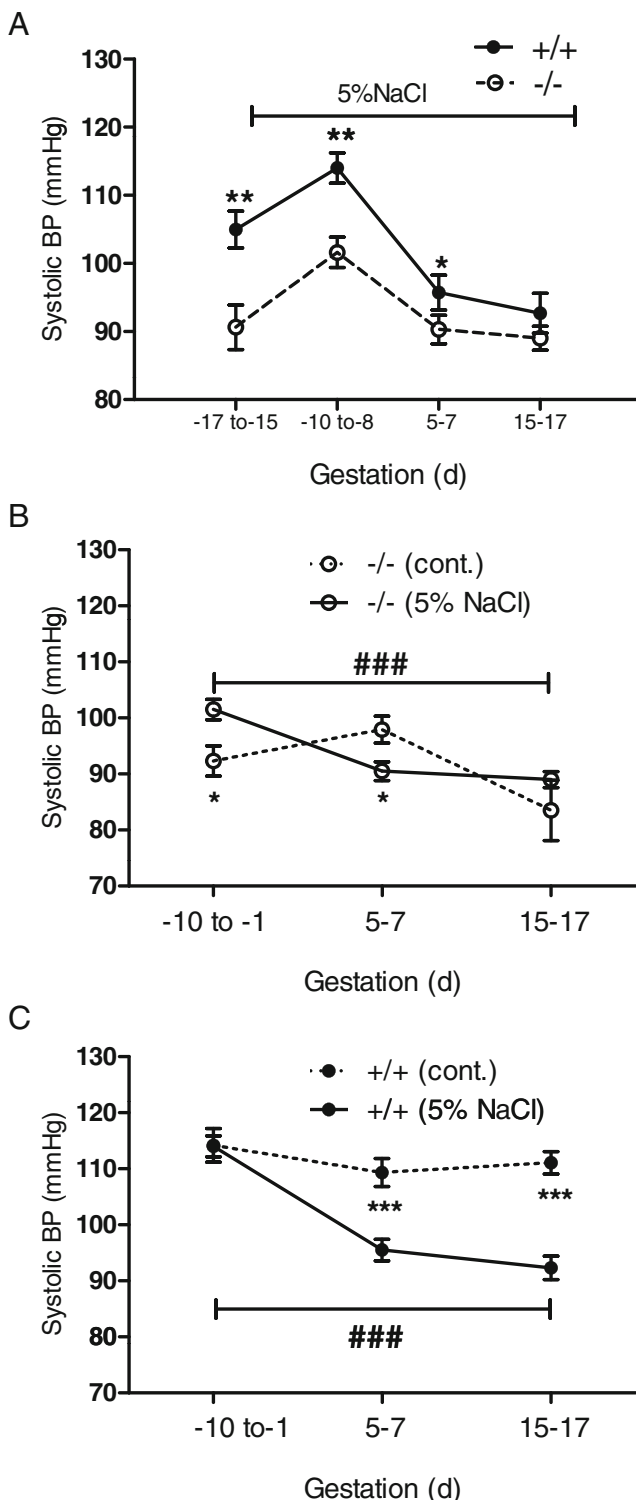 A
+/+
-/-
5%NaCl
130
120
110
100
90
80
**
**
*
Systolic BP (mmHg)
-17 to-15
-10 to-8
5-7
15-17
Gestation (d)
B
-/- (cont.)
-/- (5% NaCl)
130
120
110
100
90
80
70
###
*
*
Systolic BP (mmHg)
-10 to -1
5-7
15-17
Gestation (d)
C
+/+ (cont.)
+/+ (5% NaCl)
130
120
110
100
90
80
70
***
***
###
Systolic BP (mmHg)
-10 to-1
5-7
15-17
Gestation (d)